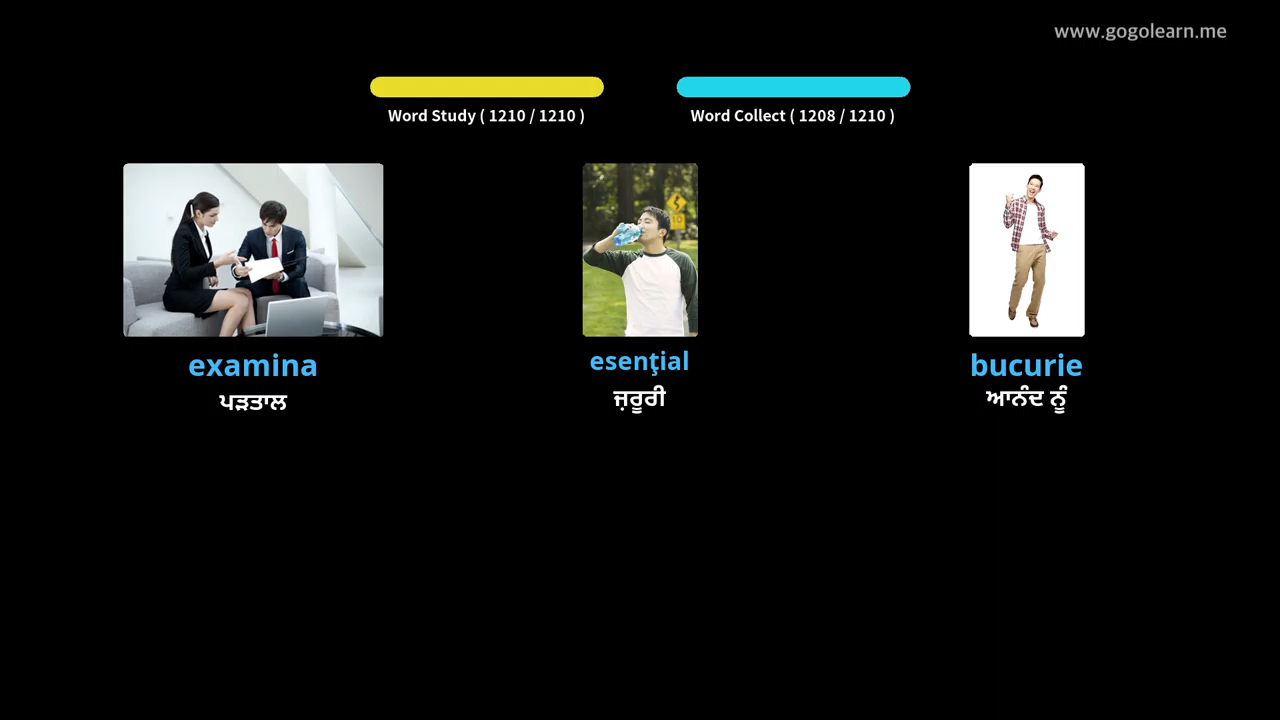 www.gogolearn.me
Word Study ( 1210 / 1210 )
Word Collect ( 1208 / 1210 )
examina
ਪੜਤਾਲ
esenţial
ਜ਼ਰੂਰੀ
bucurie
ਆਨੰਦ ਨੂੰ